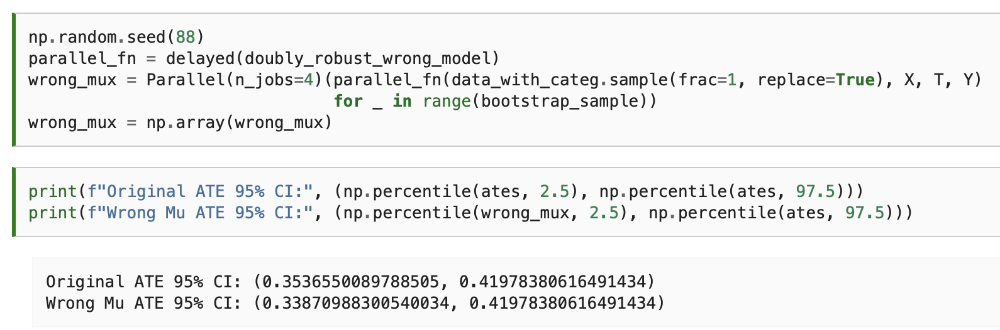 np.random.seed(88)
parallel_fn = delayed(doubly_robust_wrong_model)
wrong_mux = Parallel(n_jobs=4)(parallel_fn(data_with_categ.sample(frac=1, replace=True), X, T, Y)
for _ in range(bootstrap_sample))
wrong_mux = np.array(wrong_mux)
print(f"Original ATE 95% CI:", (np.percentile(ates, 2.5), np.percentile(ates, 97.5)))
print(f"Wrong Mu ATE 95% CI:", (np.percentile(wrong_mux, 2.5), np.percentile(ates, 97.5)))
Original ATE 95% CI: (0.3536550089788505, 0.41978380616491434)
Wrong Mu ATE 95% CI: (0.33870988300540034, 0.41978380616491434)